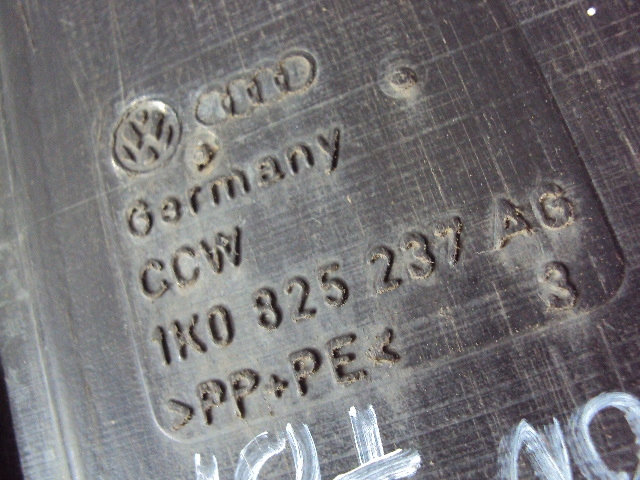 Germany
CCW
1K0 825 237 AG
3
>PP+PE<